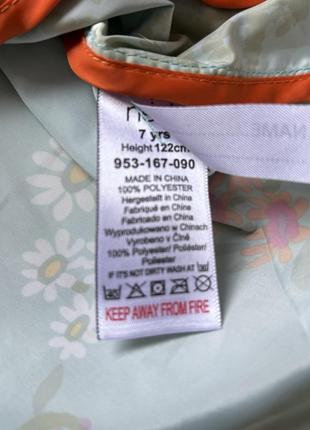 7 yrs
Height 122cm
953-167-090
MADE IN CHINA
100% POLYESTER
Hergestellt in China
Fabriqué en China
Fabricado en China
Wyprodukowano w Chinach
Vyrobeno v Číně
100% Polyester/ Poliéster/
Poliester
IF IT'S NOT DIRTY WASH AT
KEEP AWAY FROM FIRE
NAME